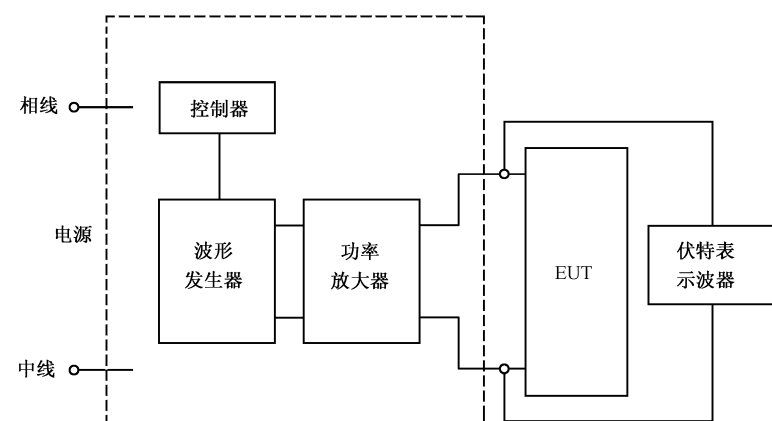 相线
控制器
电源
波形
发生器
功率
放大器
EUT
伏特表
示波器
中线